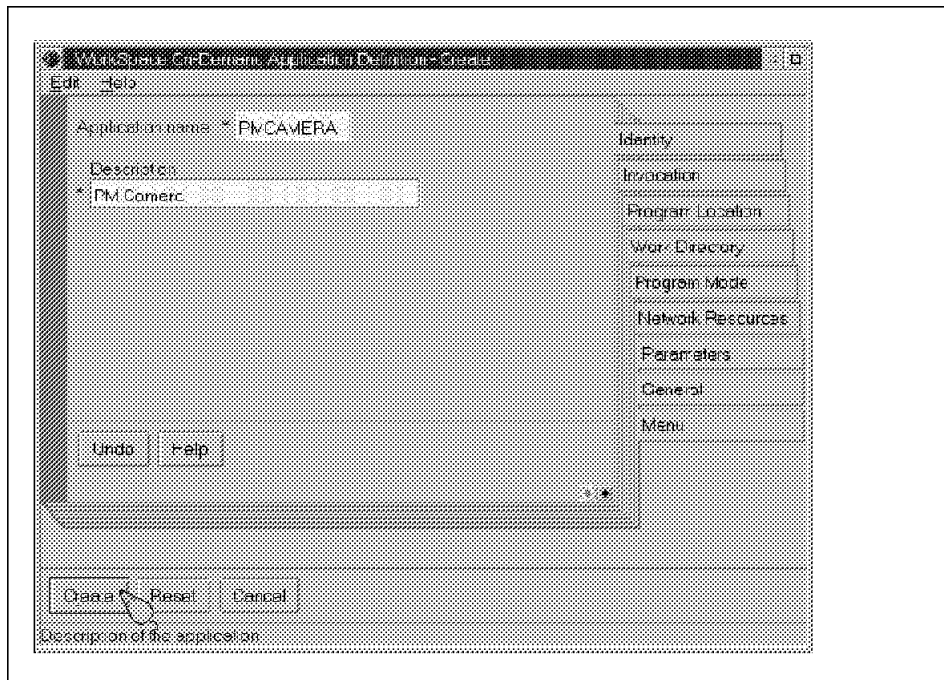 WorkSpace On-Demand Application Definition - Create
Edit Help
Application name * PMCAMERA
Description
* PM Camera
Identity
Invocation
Program Location
Work Directory
Program Mode
Network Resources
Parameters
General
Menu
Undo Help
Create Reset Cancel
Description of the application